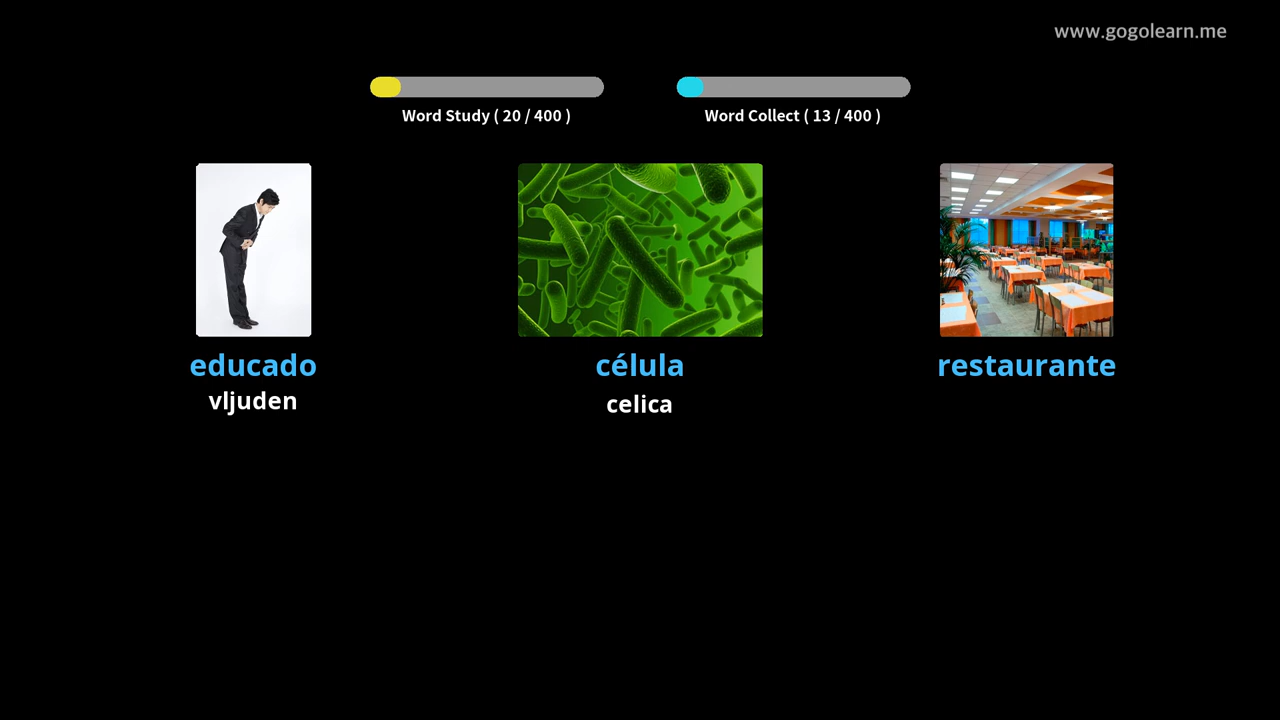 www.gogolearn.me
Word Study ( 20 / 400 )
Word Collect ( 13 / 400 )
educado
vljuden
célula
celica
restaurante